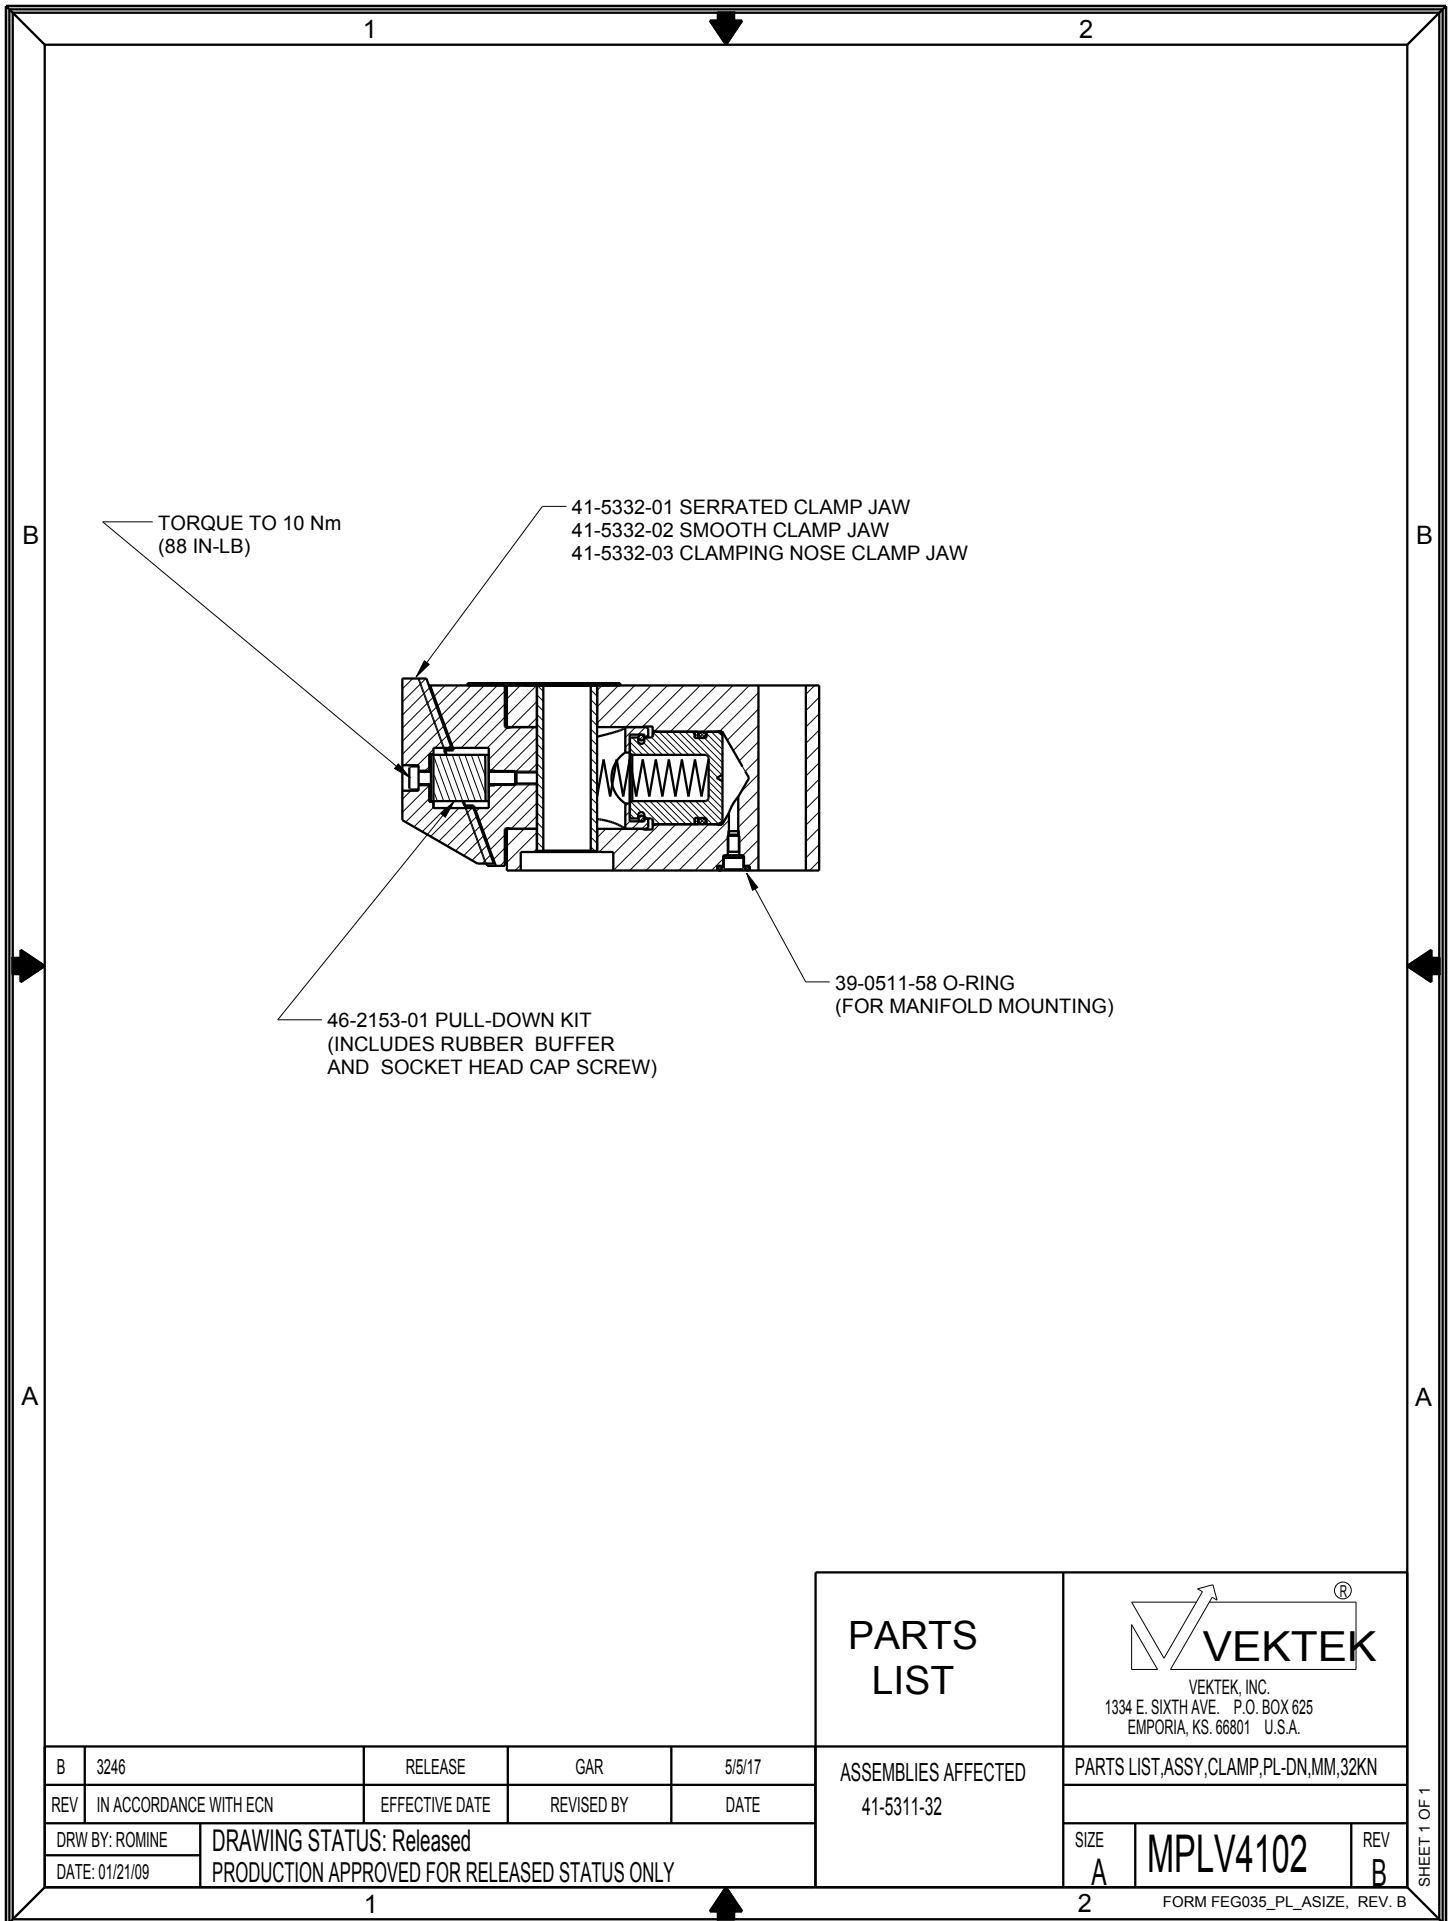 1 2
B B
TORQUE TO 10 Nm
(88 IN-LB)
41-5332-01 SERRATED CLAMP JAW
41-5332-02 SMOOTH CLAMP JAW
41-5332-03 CLAMPING NOSE CLAMP JAW
39-0511-58 O-RING
(FOR MANIFOLD MOUNTING)
46-2153-01 PULL-DOWN KIT
(INCLUDES RUBBER BUFFER
AND SOCKET HEAD CAP SCREW)
A A
PARTS
LIST
®
VEKTEK
VEKTEK, INC.
1334 E. SIXTH AVE. P.O. BOX 625
EMPORIA, KS. 66801 U.S.A.
B 3246 RELEASE GAR 5/5/17
REV IN ACCORDANCE WITH ECN EFFECTIVE DATE REVISED BY DATE
DRW BY: ROMINE
DATE: 01/21/09
DRAWING STATUS: Released
PRODUCTION APPROVED FOR RELEASED STATUS ONLY
ASSEMBLIES AFFECTED
41-5311-32
PARTS LIST,ASSY,CLAMP,PL-DN,MM,32KN
SIZE
A
MPLV4102
REV
B
SHEET 1 OF 1
1 2
FORM FEG035_PL_ASIZE, REV. B